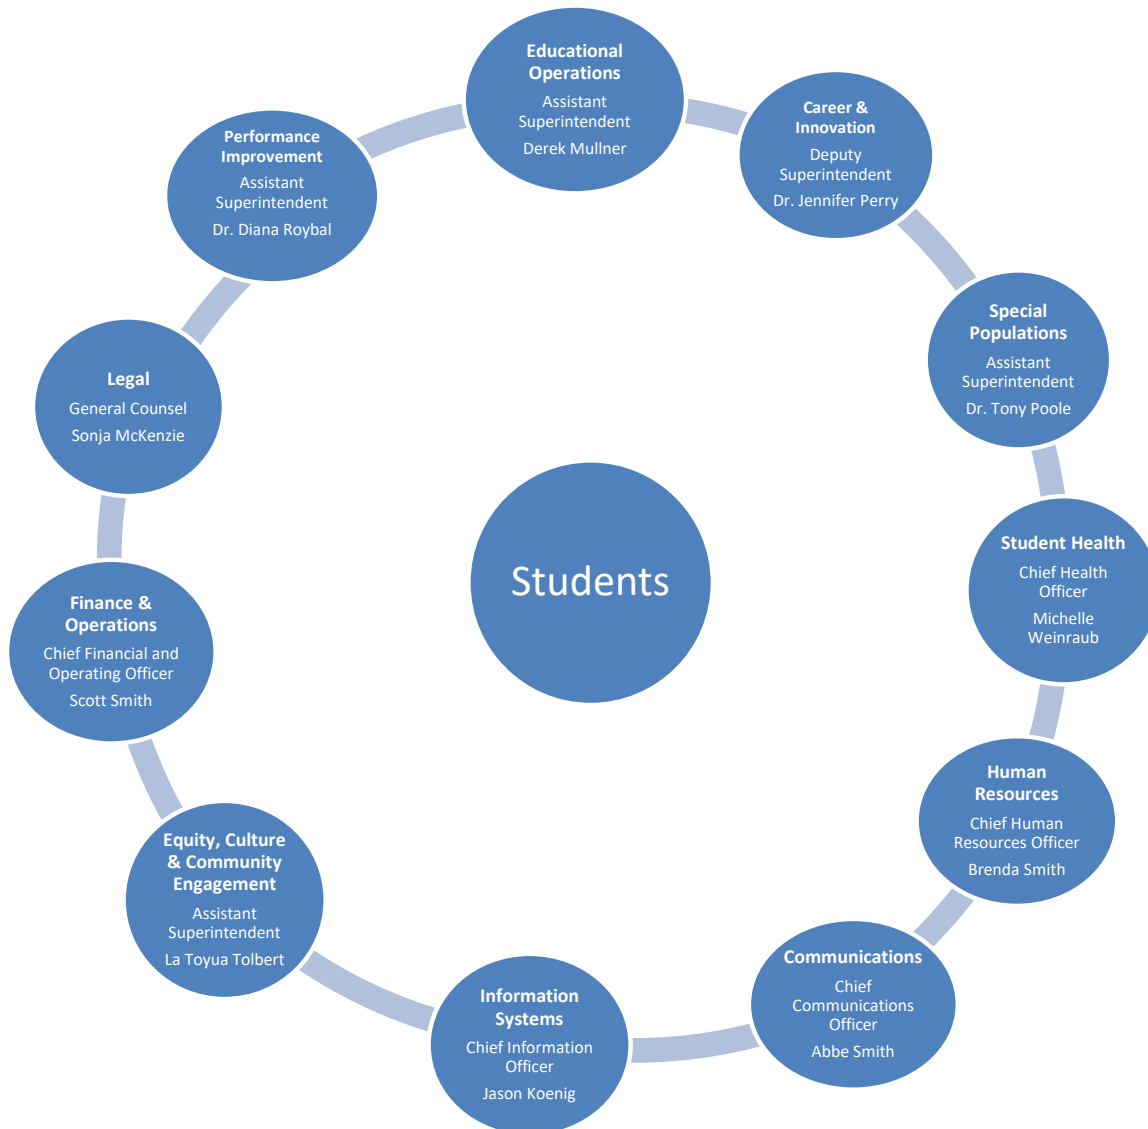 Educational
Operations
Assistant
Superintendent
Derek Mullner
Career &
Innovation
Deputy
Superintendent
Dr. Jennifer Perry
Special
Populations
Assistant
Superintendent
Dr. Tony Poole
Student Health
Chief Health
Officer
Michelle
Weinraub
Human
Resources
Chief Human
Resources Officer
Brenda Smith
Communications
Chief
Communications
Officer
Abbe Smith
Information
Systems
Chief Information
Officer
Jason Koenig
Equity, Culture
& Community
Engagement
Assistant
Superintendent
La Toyua Tolbert
Finance &
Operations
Chief Financial and
Operating Officer
Scott Smith
Legal
General Counsel
Sonja McKenzie
Performance
Improvement
Assistant
Superintendent
Dr. Diana Roybal
Students